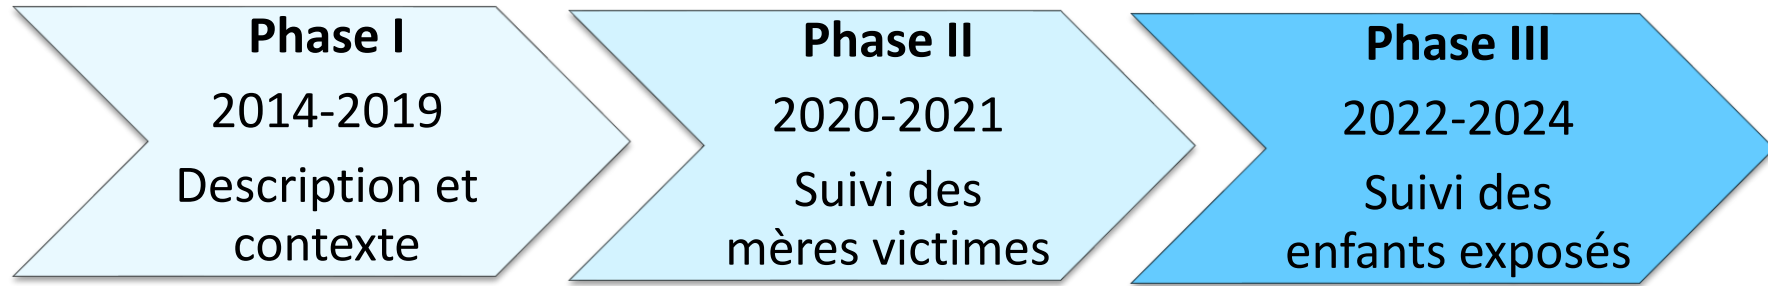 Phase I
2014-2019
Description et
contexte
Phase II
2020-2021
Suivi des
mères victimes
Phase III
2022-2024
Suivi des
enfants exposés